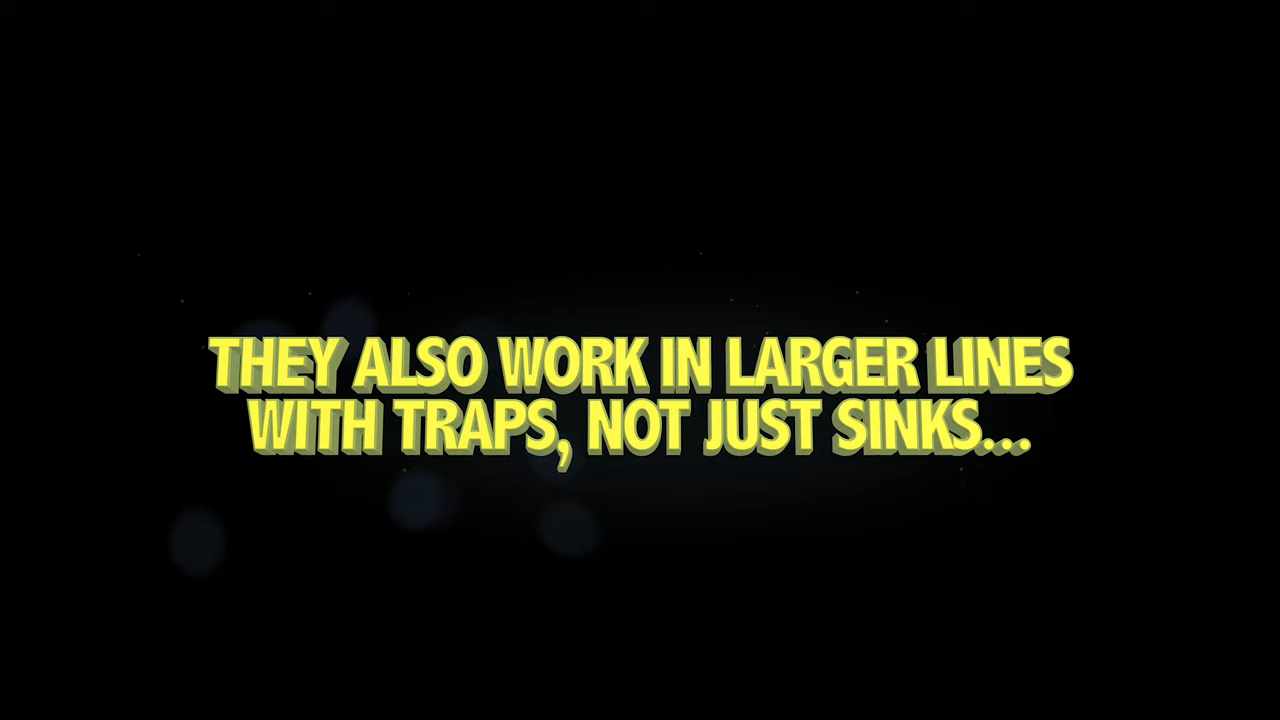 THEY ALSO WORK IN LARGER LINES
WITH TRAPS, NOT JUST SINKS...